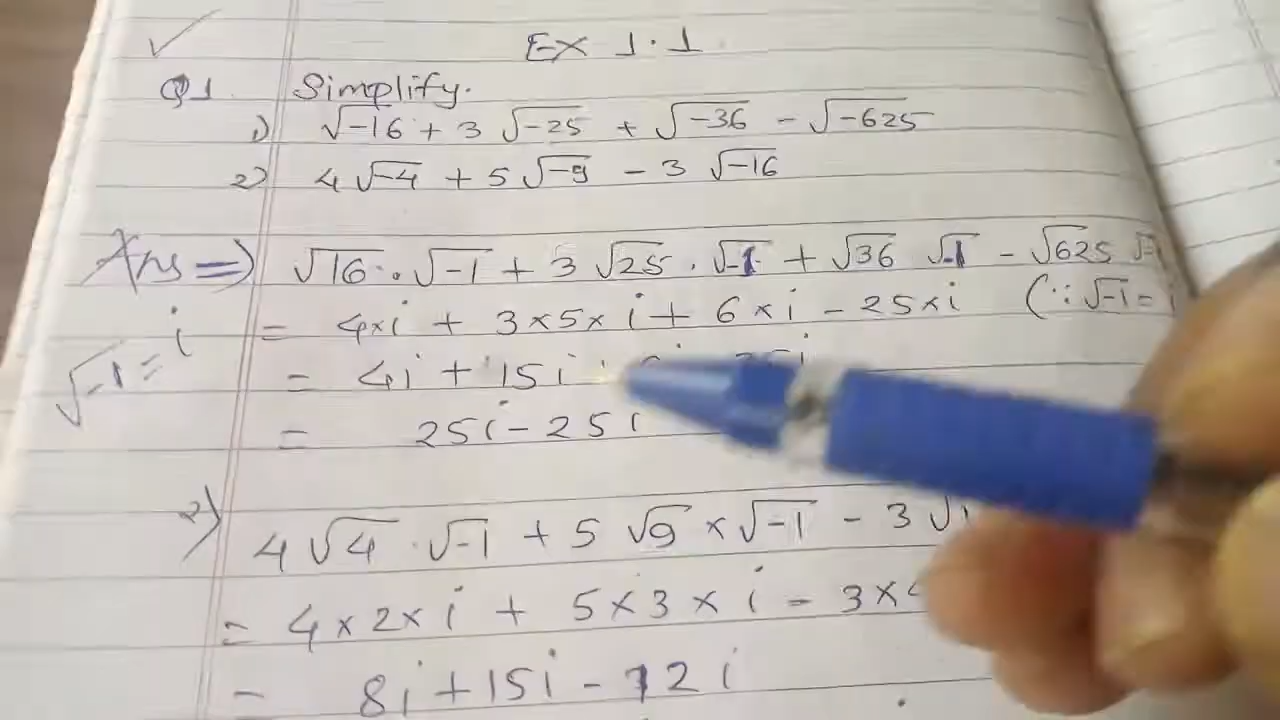 Ex 1.1
Q1 Simplify.
1) √-16 + 3 √-25 + √-36 - √-625
2) 4 √-4 + 5 √-9 - 3 √-16
Ans ⇒ √16 . √-1 + 3 √25 . √-1 + √36 √-1 - √625
= 4×i + 3×5×i + 6×i - 25×i (∵ √-1 = i
√-1 = i
= 4i + 15i
= 25i - 25i
2) 4 √4 . √-1 + 5 √9 × √-1 - 3
= 4×2×i + 5×3×i - 3×
= 8i + 15i - 12i